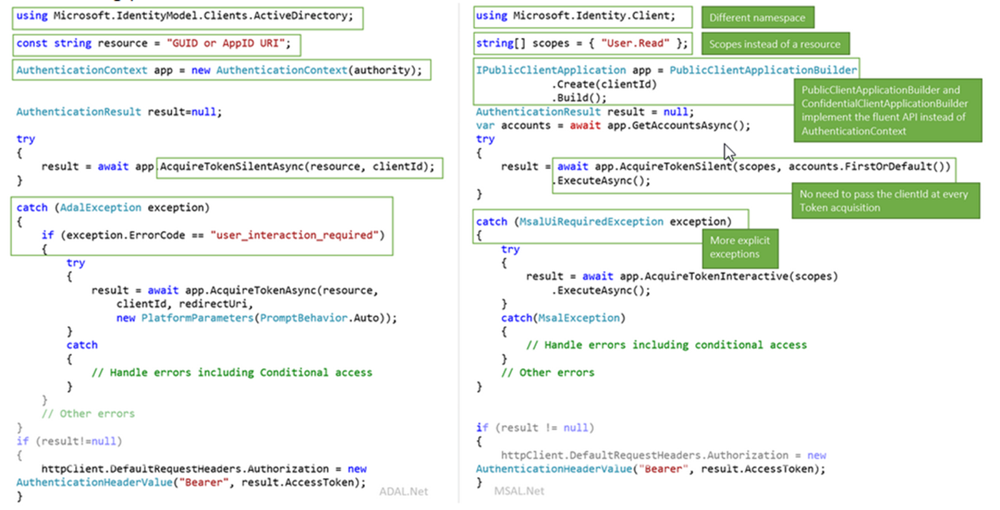 using Microsoft.IdentityModel.Clients.ActiveDirectory;
const string resource = "GUID or AppID URI";
AuthenticationContext app = new AuthenticationContext(authority);
AuthenticationResult result=null;
try
{
result = await app.AcquireTokenSilentAsync(resource, clientId);
}
catch (AdalException exception)
{
if (exception.ErrorCode == "user_interaction_required")
{
try
{
result = await app.AcquireTokenAsync(resource,
clientId, redirectUri,
new PlatformParameters(PromptBehavior.Auto));
}
catch
{
// Handle errors including Conditional access
}
}
// Other errors
}
if (result!=null)
{
httpClient.DefaultRequestHeaders.Authorization = new
AuthenticationHeaderValue("Bearer", result.AccessToken);
}
ADAL.Net
using Microsoft.Identity.Client;
Different namespace
string[] scopes = { "User.Read" };
Scopes instead of a resource
IPublicClientApplication app = PublicClientApplicationBuilder
.Create(clientId)
.Build();
PublicClientApplicationBuilder and
ConfidentialClientApplicationBuilder
implement the fluent API instead of
AuthenticationContext
AuthenticationResult result = null;
var accounts = await app.GetAccountsAsync();
try
{
result = await app.AcquireTokenSilent(scopes, accounts.FirstOrDefault())
.ExecuteAsync();
}
No need to pass the clientId at every
Token acquisition
catch (MsalUiRequiredException exception)
{
More explicit
exceptions
try
{
result = await app.AcquireTokenInteractive(scopes)
.ExecuteAsync();
}
catch(MsalException)
{
// Handle errors including conditional access
}
// Other errors
}
if (result != null)
{
httpClient.DefaultRequestHeaders.Authorization = new
AuthenticationHeaderValue("Bearer", result.AccessToken);
}
MSAL.Net